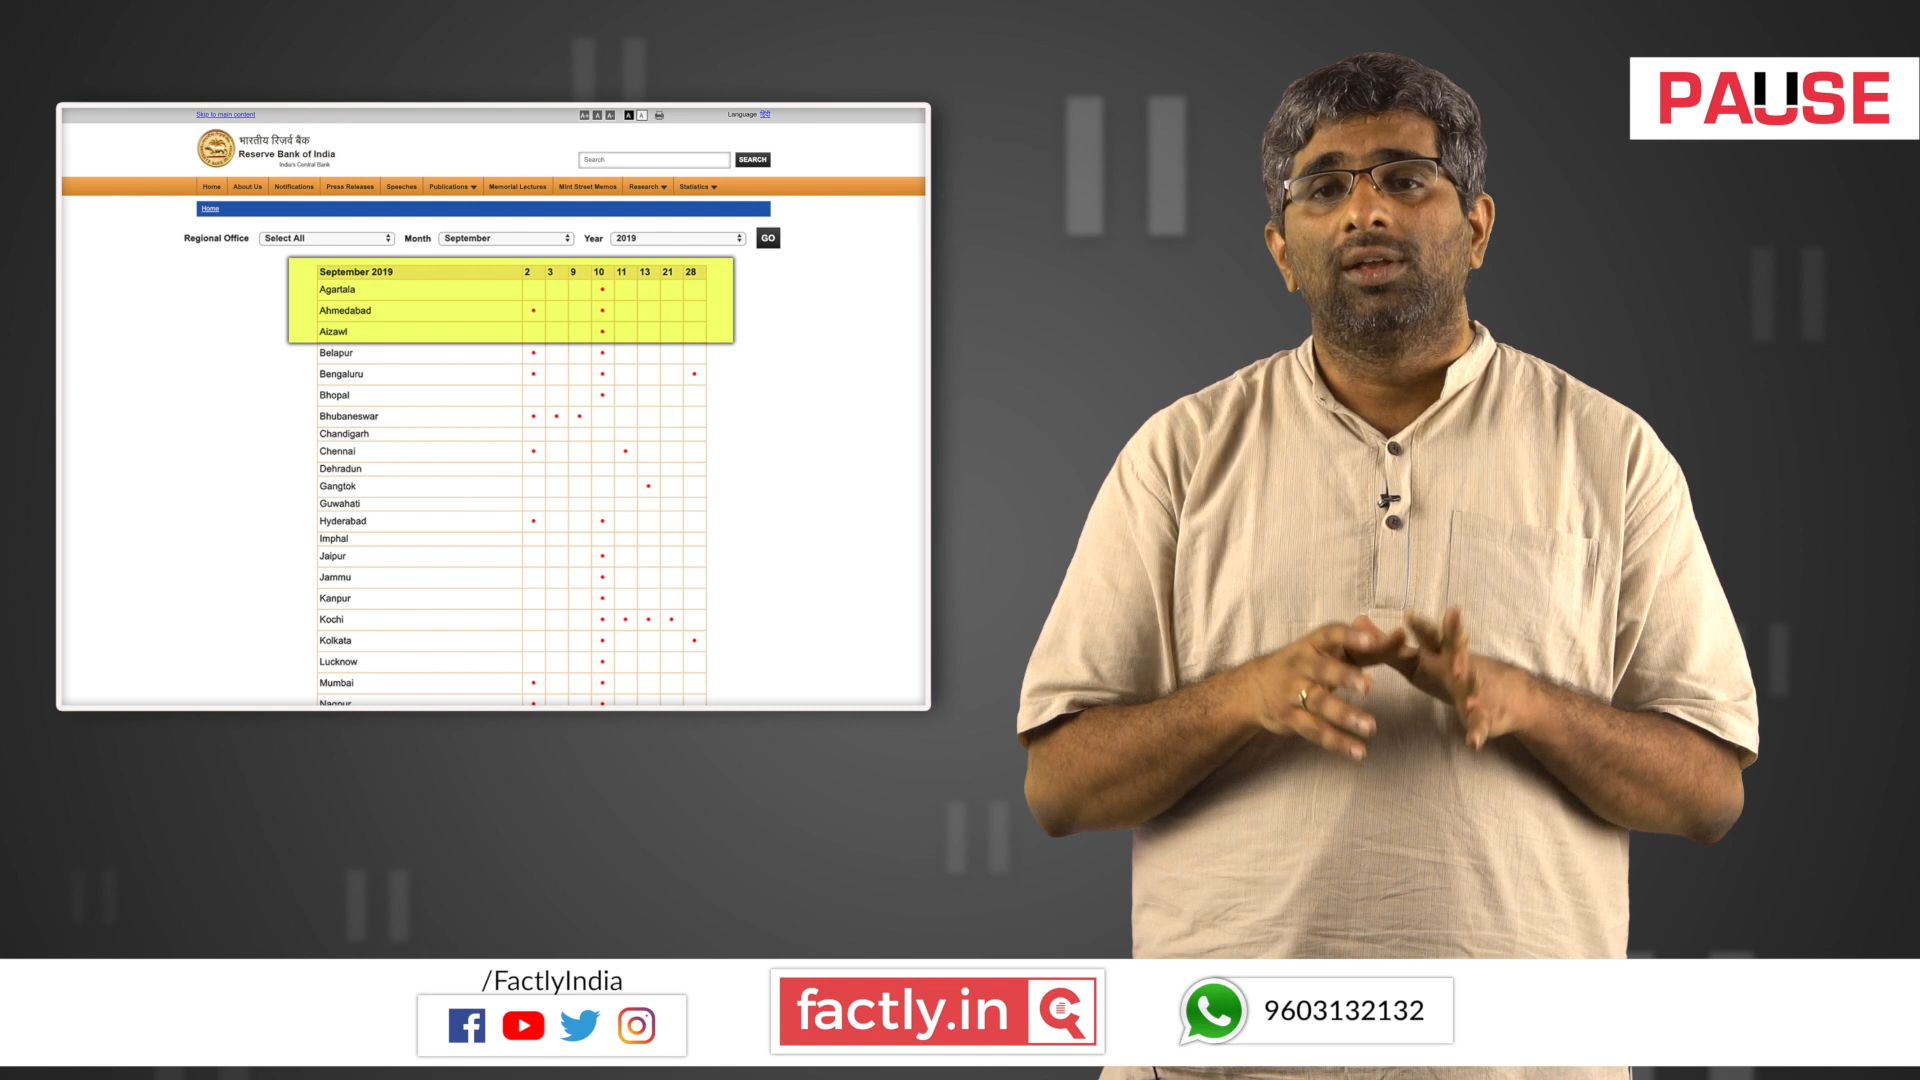 PAUSE
Skip to main content
A+ A A- A A
Language हिंदी
भारतीय रिज़र्व बैंक
Reserve Bank of India
India's Central Bank
Search
SEARCH
Home About Us Notifications Press Releases Speeches Publications Memorial Lectures Mint Street Memos Research Statistics
Home
Regional Office Select All Month September Year 2019 GO
September 2019 2 3 9 10 11 13 21 28
Agartala
Ahmedabad
Aizawl
Belapur
Bengaluru
Bhopal
Bhubaneswar
Chandigarh
Chennai
Dehradun
Gangtok
Guwahati
Hyderabad
Imphal
Jaipur
Jammu
Kanpur
Kochi
Kolkata
Lucknow
Mumbai
Nagpur
/FactlyIndia
factly.in
9603132132